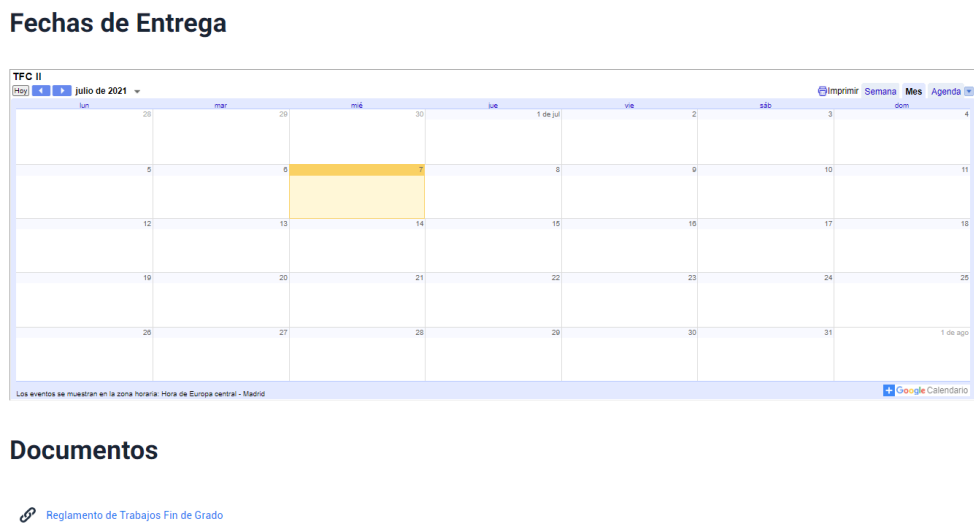 Fechas de Entrega
TFC II
Hoy julio de 2021 Imprimir Semana Mes Agenda
lun mar mié jue vie sáb dom
28 29 30 1 de jul 2 3 4
5 6 7 8 9 10 11
12 13 14 15 16 17 18
19 20 21 22 23 24 25
26 27 28 29 30 31 1 de ago
Los eventos se muestran en la zona horaria: Hora de Europa central - Madrid
Google Calendario
Documentos
Reglamento de Trabajos Fin de Grado